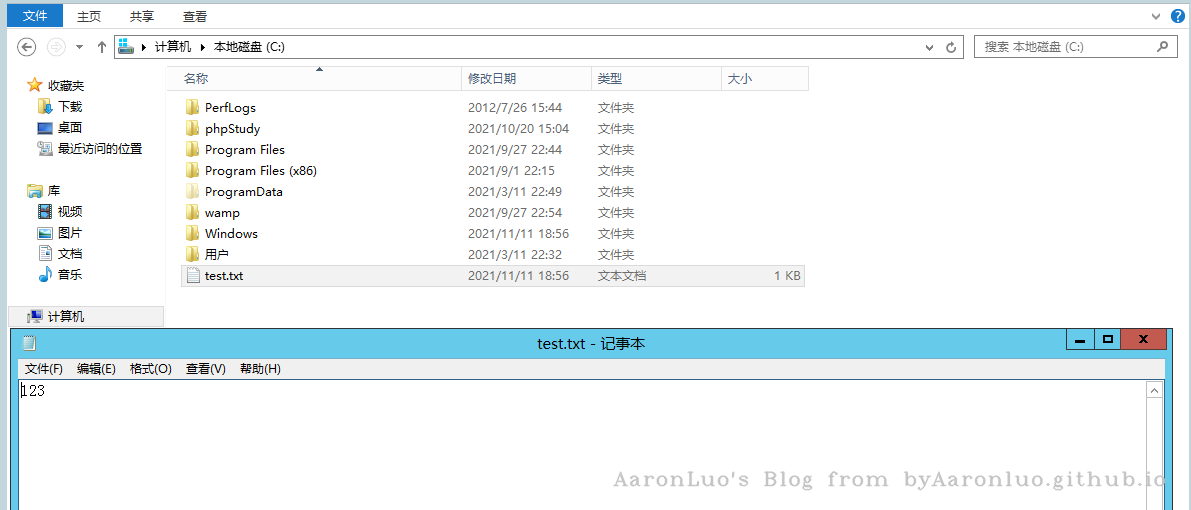 文件 主页 共享 查看
计算机 本地磁盘 (C:) 搜索 本地磁盘 (C:)
收藏夹
下载
桌面
最近访问的位置
库
视频
图片
文档
音乐
计算机
名称 修改日期 类型 大小
PerfLogs 2012/7/26 15:44 文件夹
phpStudy 2021/10/20 15:04 文件夹
Program Files 2021/9/27 22:44 文件夹
Program Files (x86) 2021/9/1 22:15 文件夹
ProgramData 2021/3/11 22:49 文件夹
wamp 2021/9/27 22:54 文件夹
Windows 2021/11/11 18:56 文件夹
用户 2021/3/11 22:32 文件夹
test.txt 2021/11/11 18:56 文本文档 1 KB
test.txt - 记事本
文件(F) 编辑(E) 格式(O) 查看(V) 帮助(H)
123
AaronLuo's Blog from byAaronluo.github.io